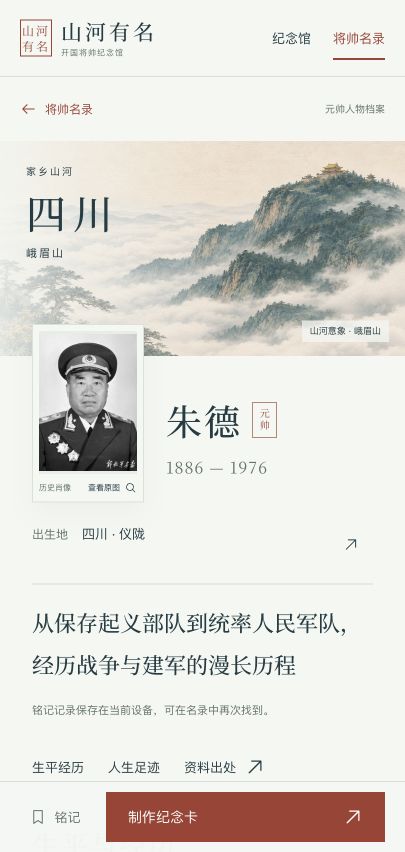 山河
有名
山河有名
开国将帅纪念馆
纪念馆
将帅名录
← 将帅名录
元帅人物档案
家乡山河
四川
峨眉山
山河意象 · 峨眉山
历史肖像
查看原图
朱德
元帅
1886 — 1976
出生地
四川 · 仪陇
从保存起义部队到统率人民军队，
经历战争与建军的漫长历程
铭记记录保存在当前设备，可在名录中再次找到。
生平经历
人生足迹
资料出处
铭记
制作纪念卡